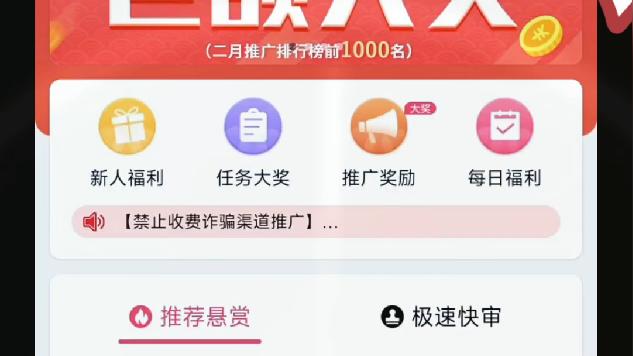 (二月推广排行榜前1000名)
大奖
新人福利 任务大奖 推广奖励 每日福利
【禁止收费诈骗渠道推广】...
推荐悬赏 极速快审